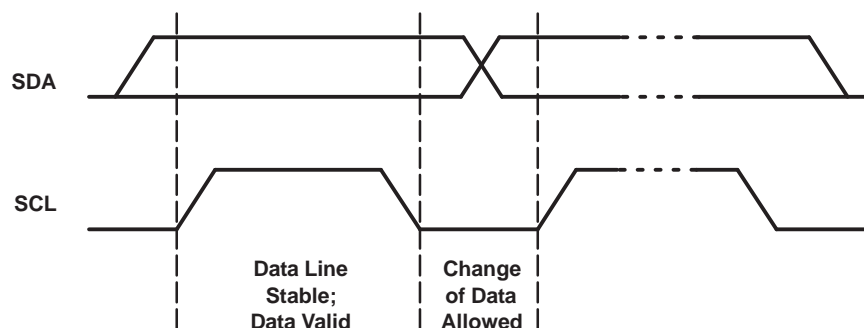 SDA
SCL
Data Line
Stable;
Data Valid
Change
of Data
Allowed